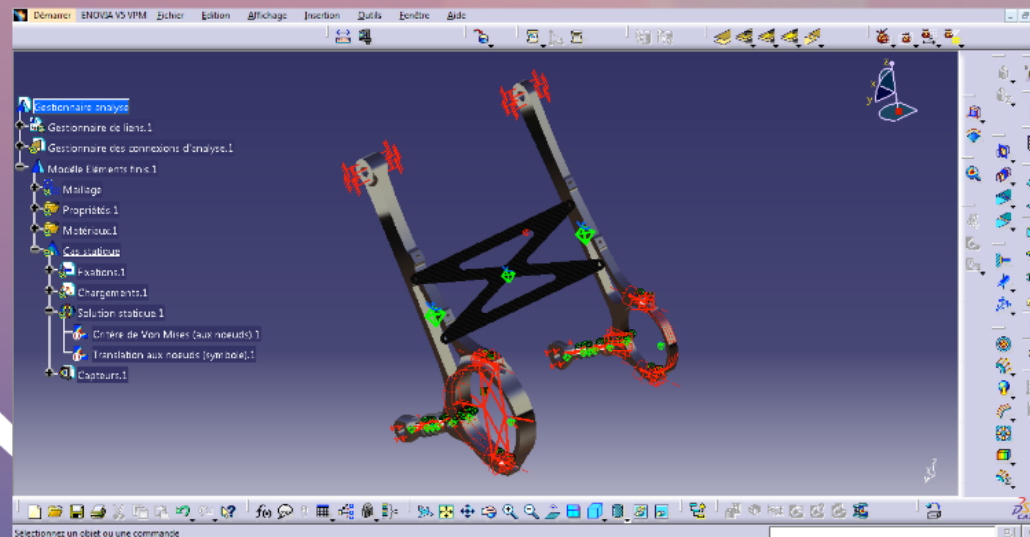 Démarrer ENOVIA V5 VPM Fichier Edition Affichage Insertion Outils Fenêtre Aide
Gestionnaire analyse
Gestionnaire de liens.1
Gestionnaire des connexions d'analyse.1
Modèle Eléments finis.1
Maillage
Propriétés.1
Matériaux.1
Cas statique
Fixations.1
Chargements.1
Solution statique.1
Critère de Von Mises (aux noeuds).1
Translation aux noeuds (symbole).1
Capteurs.1
z
x
y
f(x)
Sélectionnez un objet ou une commande